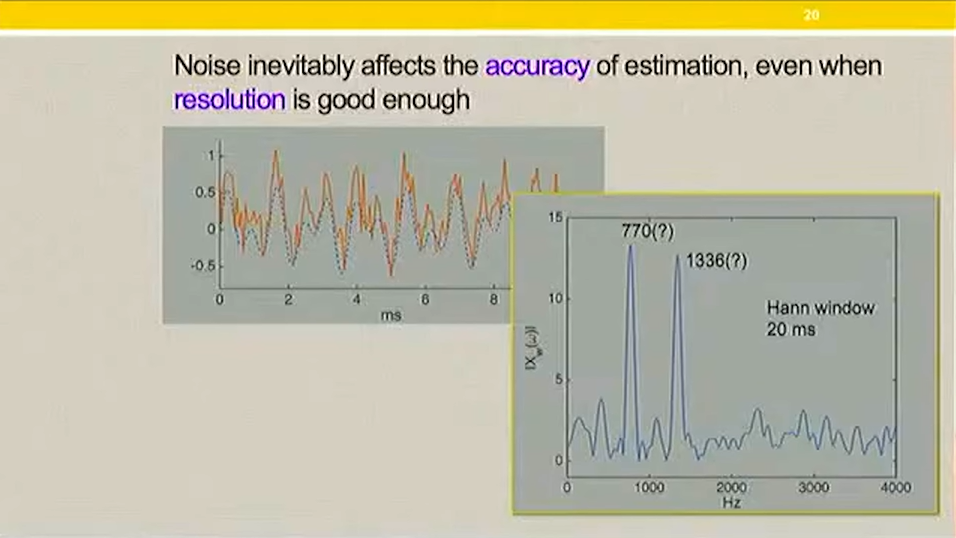 20
Noise inevitably affects the accuracy of estimation, even when
resolution is good enough
1
0.5
0
-0.5
0 2 4 6 8
ms
15
10
5
0
770(?)
1336(?)
Hann window
20 ms
|X_w(ω)|
0 1000 2000 3000 4000
Hz